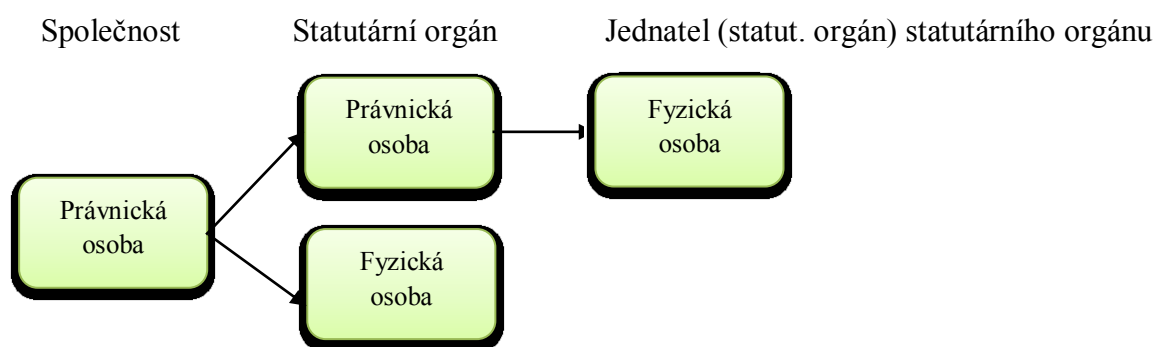 Společnost
Statutární orgán
Jednatel (statut. orgán) statutárního orgánu
Právnická
osoba
Fyzická
osoba
Právnická
osoba
Fyzická
osoba